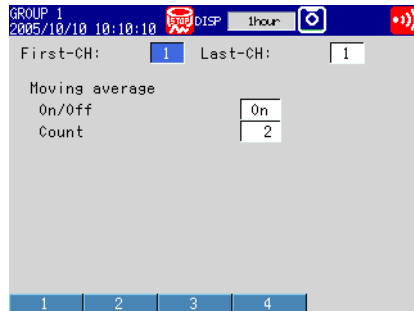 GROUP 1
2005/10/10 10:10:10 STOP DISP 1hour
First-CH: 1 Last-CH: 1
Moving average
On/Off On
Count 2
1 2 3 4